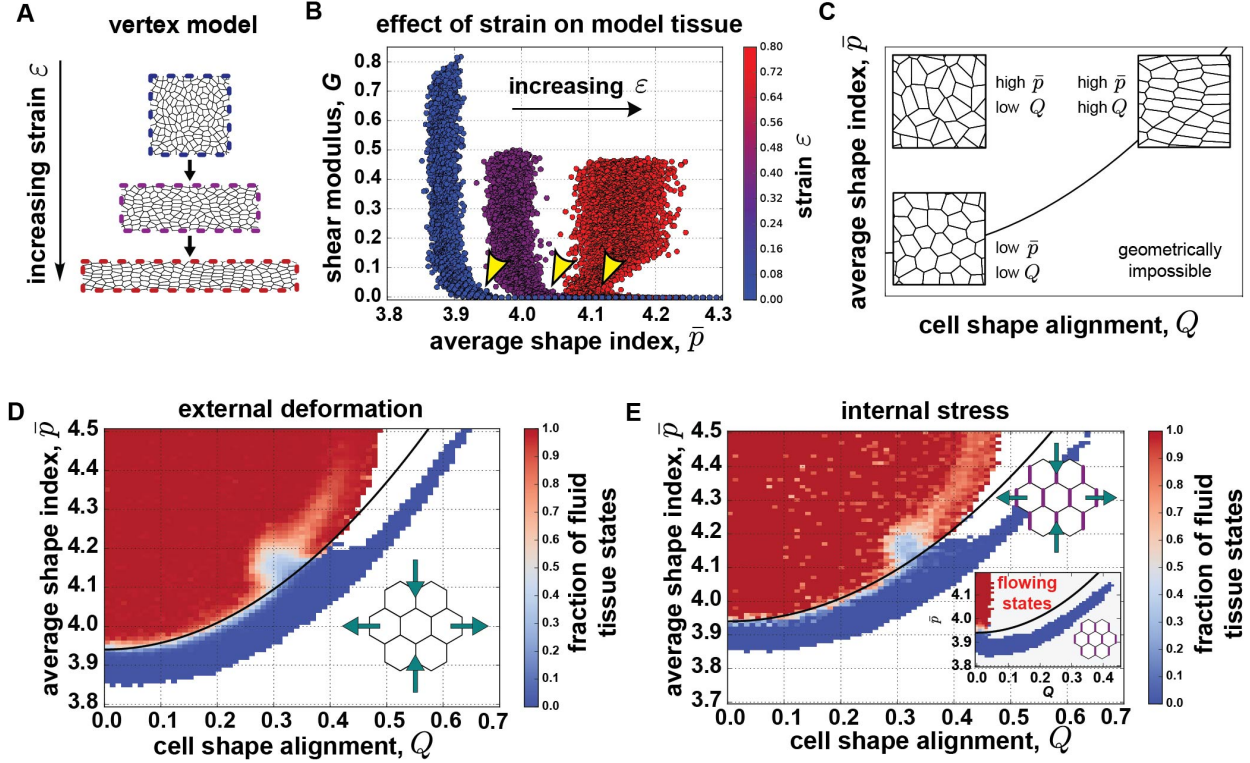 A
vertex model
increasing strain ε
B
effect of strain on model tissue
shear modulus, G
0.8
0.7
0.6
0.5
0.4
0.3
0.2
0.1
0.0
increasing ε
3.8 3.9 4.0 4.1 4.2 4.3
average shape index, p̄
0.80
0.72
0.64
0.56
0.48
0.40
0.32
0.24
0.16
0.08
0.00
strain ε
C
average shape index, p̄
high p̄
low Q
high p̄
high Q
low p̄
low Q
geometrically
impossible
cell shape alignment, Q
D
external deformation
average shape index, p̄
4.5
4.4
4.3
4.2
4.1
4.0
3.9
3.8
0.0 0.1 0.2 0.3 0.4 0.5 0.6 0.7
cell shape alignment, Q
1.0
0.9
0.8
0.7
0.6
0.5
0.4
0.3
0.2
0.1
0.0
fraction of fluid
tissue states
E
internal stress
average shape index, p̄
4.5
4.4
4.3
4.2
4.1
4.0
3.9
3.8
3.7
0.0 0.1 0.2 0.3 0.4 0.5 0.6 0.7
cell shape alignment, Q
flowing
states
p̄
4.1
4.0
3.9
3.8
0.0 0.1 0.2 0.3 0.4
Q
1.0
0.9
0.8
0.7
0.6
0.5
0.4
0.3
0.2
0.1
0.0
fraction of fluid
tissue states